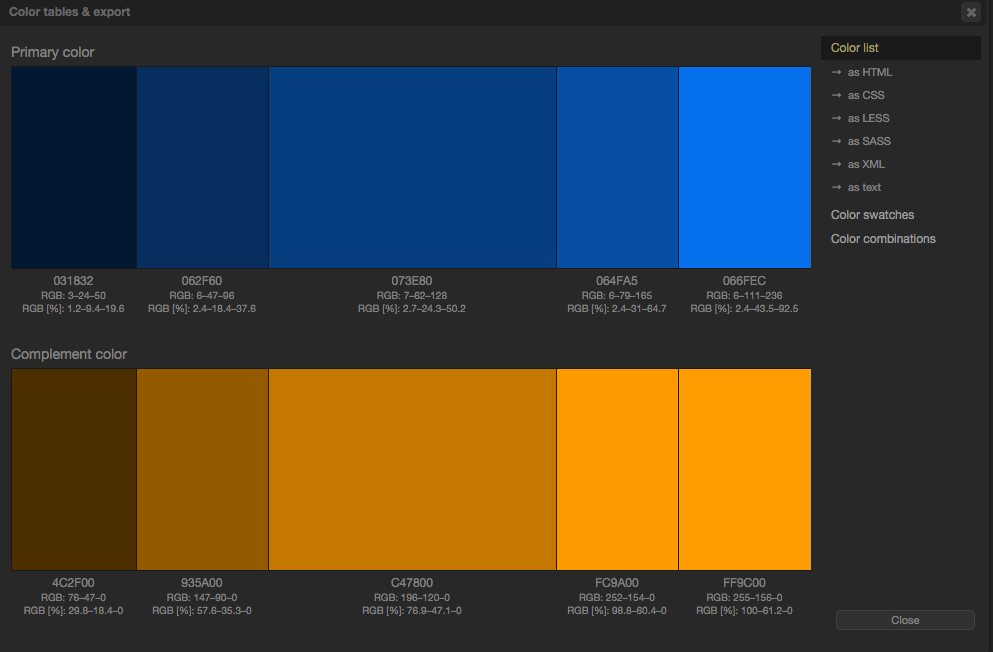 Color tables & export
Primary color
031832
RGB: 3–24–50
RGB [%]: 1.2–9.4–19.6
062F60
RGB: 6–47–96
RGB [%]: 2.4–18.4–37.6
073E80
RGB: 7–62–128
RGB [%]: 2.7–24.3–50.2
064FA5
RGB: 6–79–165
RGB [%]: 2.4–31–64.7
066FEC
RGB: 6–111–236
RGB [%]: 2.4–43.5–92.5
Complement color
4C2F00
RGB: 76–47–0
RGB [%]: 29.8–18.4–0
935A00
RGB: 147–90–0
RGB [%]: 57.6–35.3–0
C47800
RGB: 196–120–0
RGB [%]: 76.9–47.1–0
FC9A00
RGB: 252–154–0
RGB [%]: 98.8–60.4–0
FF9C00
RGB: 255–156–0
RGB [%]: 100–61.2–0
Color list
→ as HTML
→ as CSS
→ as LESS
→ as SASS
→ as XML
→ as text
Color swatches
Color combinations
Close